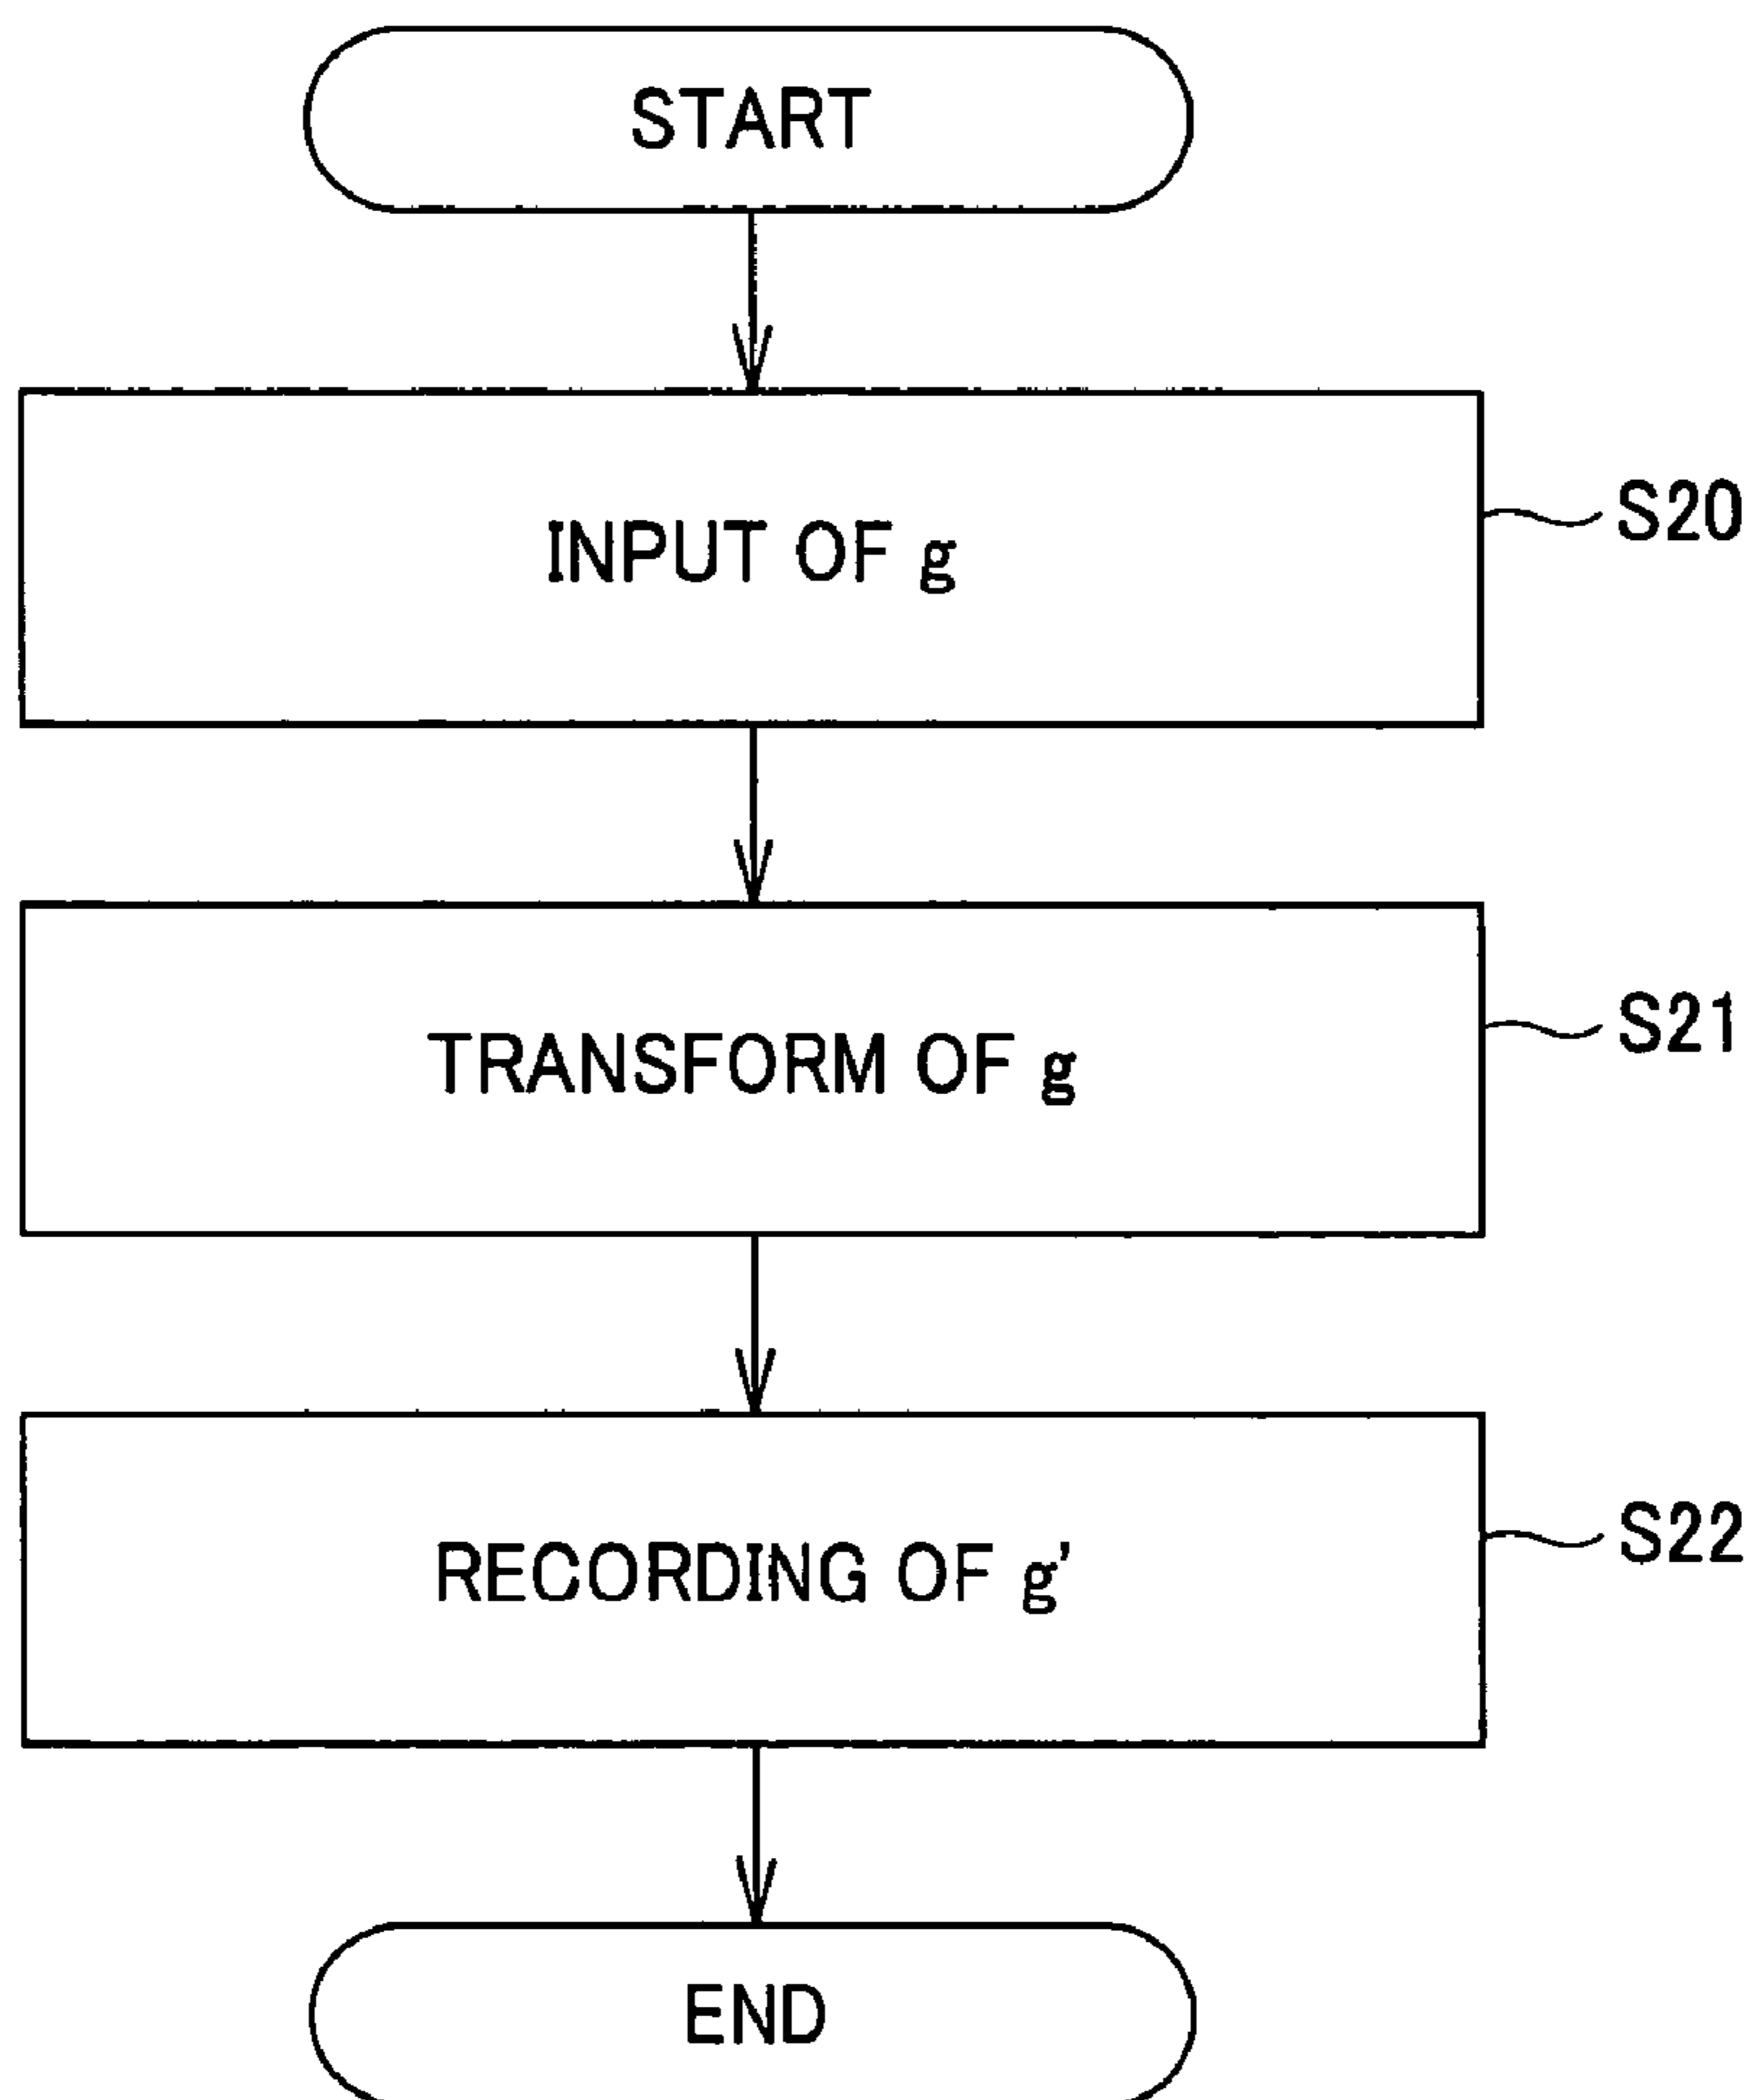 START
INPUT OF g
S20
TRANSFORM OF g
S21
RECORDING OF g'
S22
END